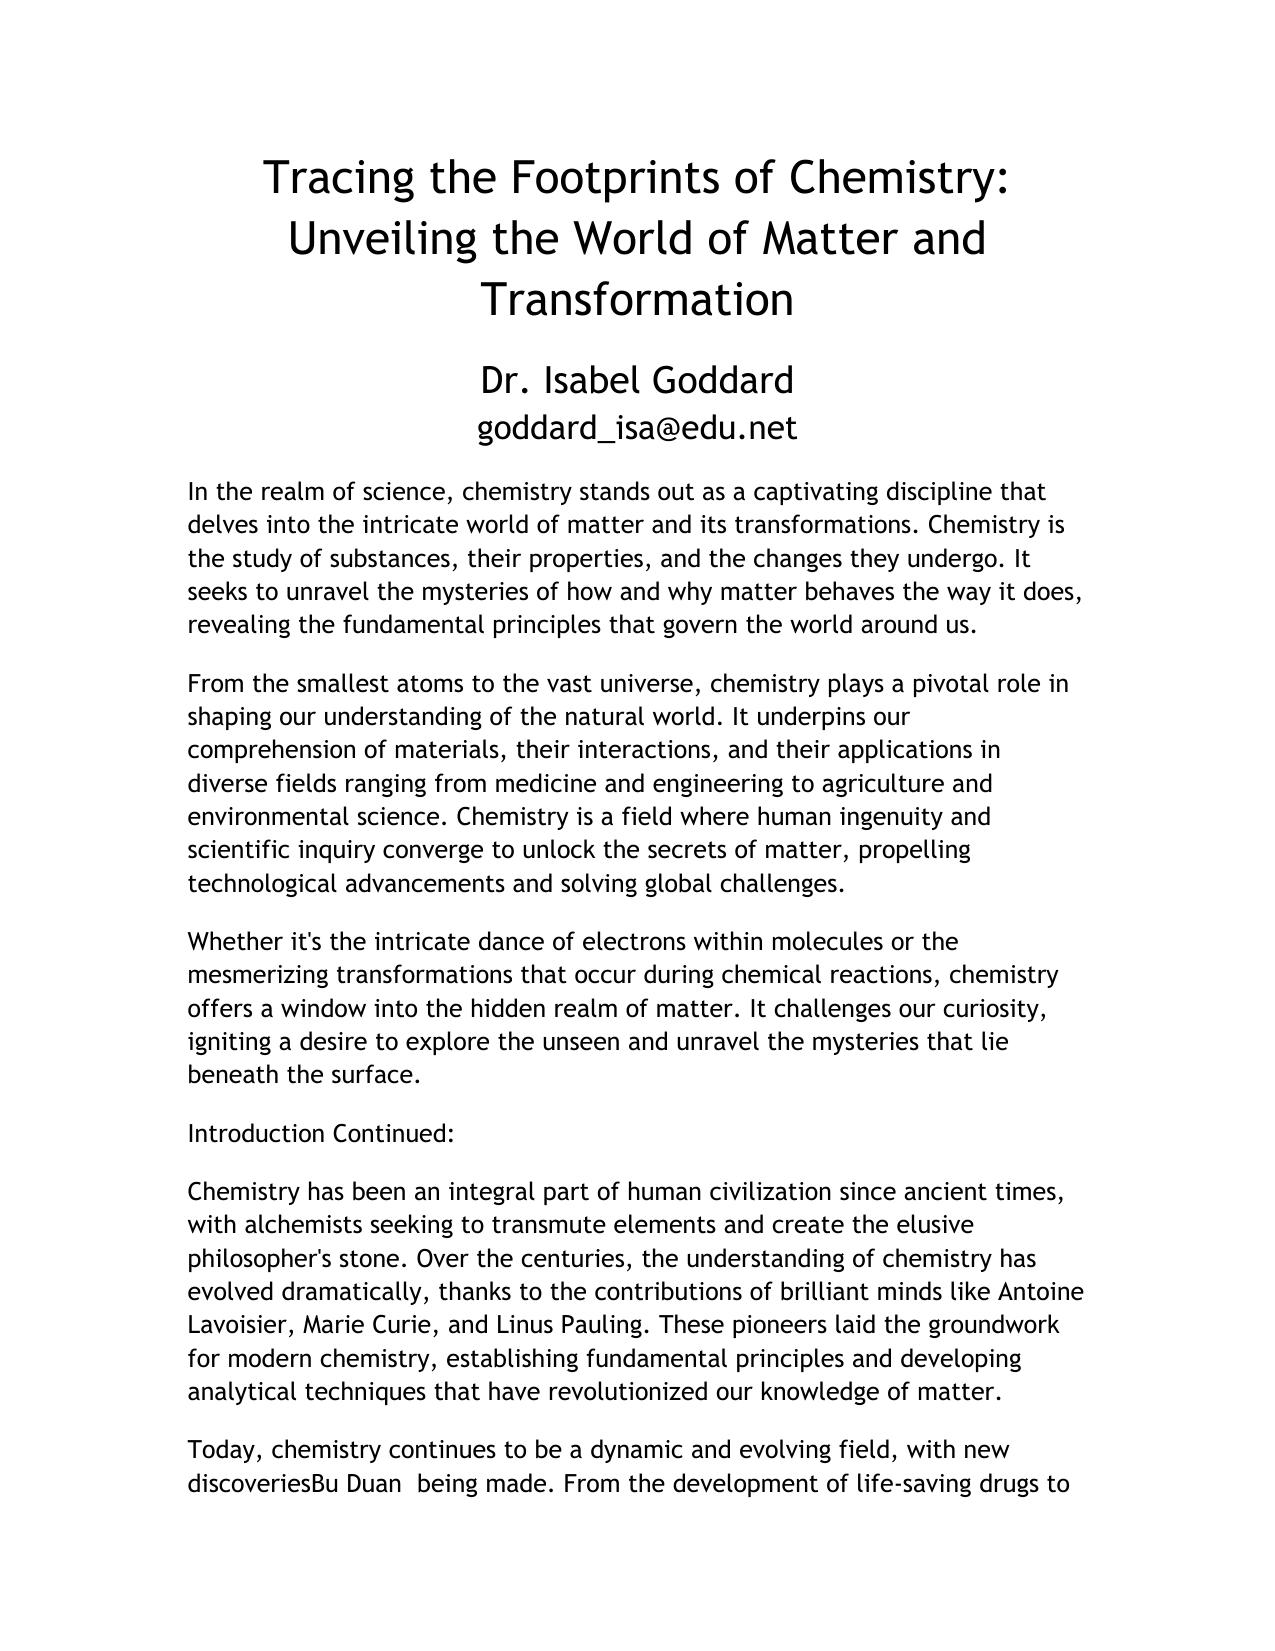 Tracing the Footprints of Chemistry:
Unveiling the World of Matter and
Transformation
Dr. Isabel Goddard
goddard_isa@edu.net
In the realm of science, chemistry stands out as a captivating discipline that
delves into the intricate world of matter and its transformations. Chemistry is
the study of substances, their properties, and the changes they undergo. It
seeks to unravel the mysteries of how and why matter behaves the way it does,
revealing the fundamental principles that govern the world around us.
From the smallest atoms to the vast universe, chemistry plays a pivotal role in
shaping our understanding of the natural world. It underpins our
comprehension of materials, their interactions, and their applications in
diverse fields ranging from medicine and engineering to agriculture and
environmental science. Chemistry is a field where human ingenuity and
scientific inquiry converge to unlock the secrets of matter, propelling
technological advancements and solving global challenges.
Whether it's the intricate dance of electrons within molecules or the
mesmerizing transformations that occur during chemical reactions, chemistry
offers a window into the hidden realm of matter. It challenges our curiosity,
igniting a desire to explore the unseen and unravel the mysteries that lie
beneath the surface.
Introduction Continued:
Chemistry has been an integral part of human civilization since ancient times,
with alchemists seeking to transmute elements and create the elusive
philosopher's stone. Over the centuries, the understanding of chemistry has
evolved dramatically, thanks to the contributions of brilliant minds like Antoine
Lavoisier, Marie Curie, and Linus Pauling. These pioneers laid the groundwork
for modern chemistry, establishing fundamental principles and developing
analytical techniques that have revolutionized our knowledge of matter.
Today, chemistry continues to be a dynamic and evolving field, with new
discoveriesBu Duan  being made. From the development of life-saving drugs to